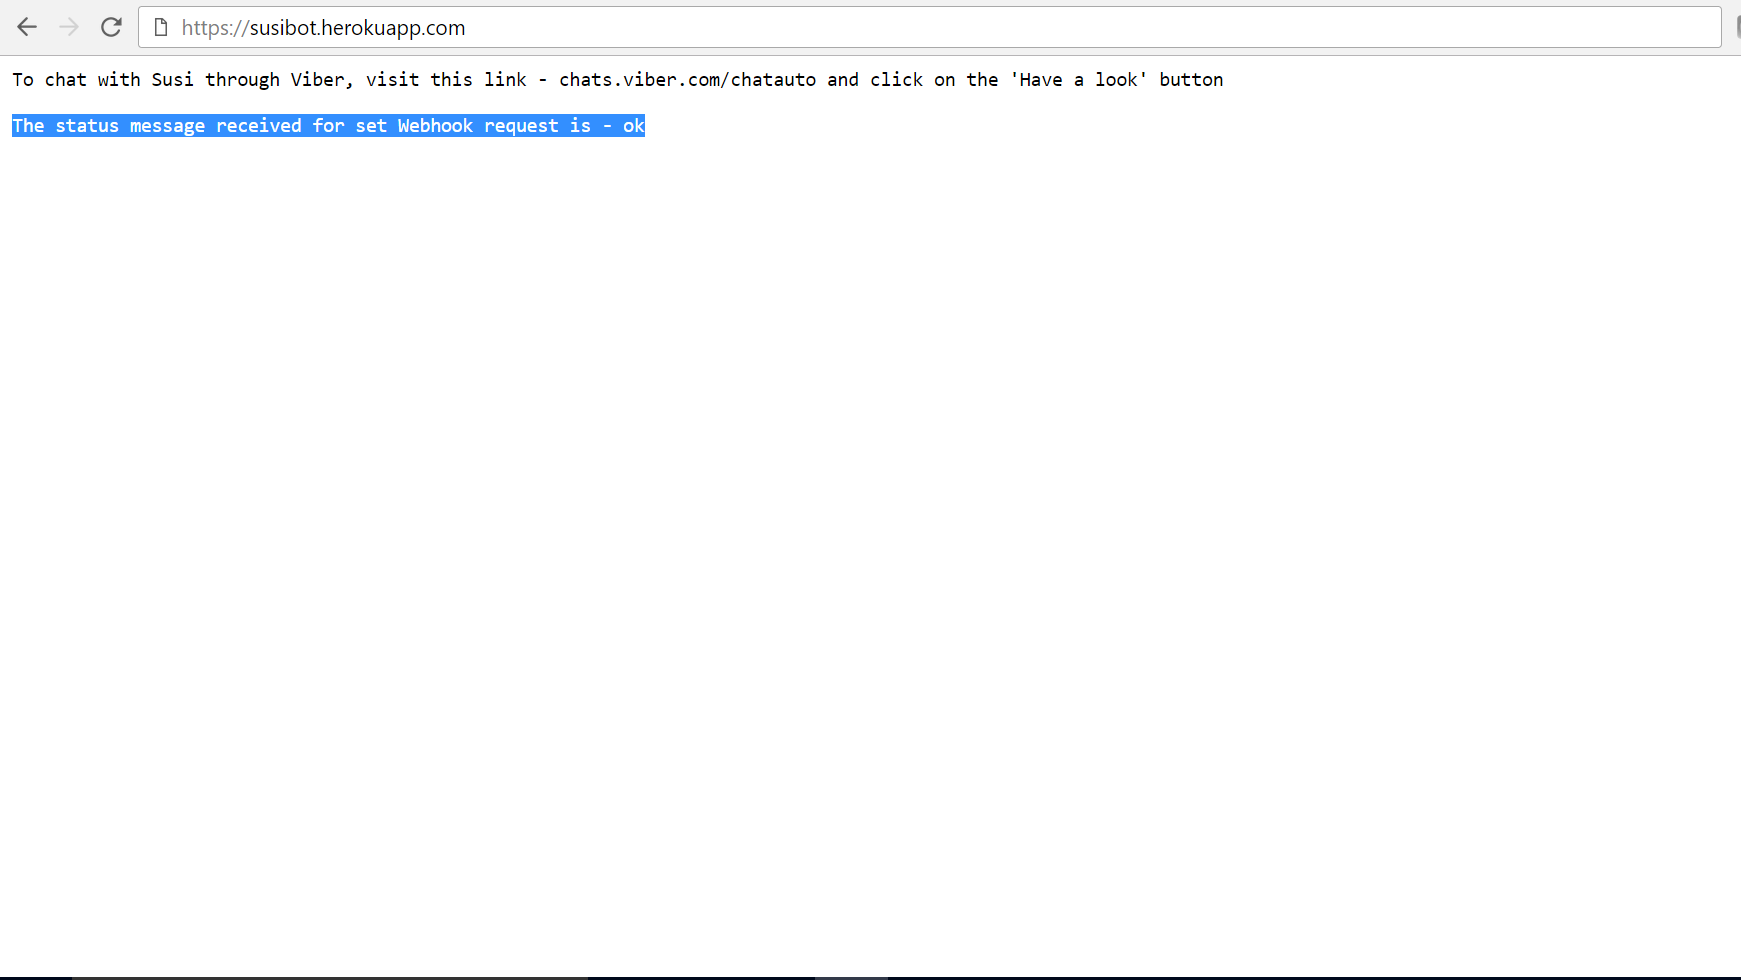 https://susibot.herokuapp.com
To chat with Susi through Viber, visit this link - chats.viber.com/chatauto and click on the 'Have a look' button
The status message received for set Webhook request is - ok